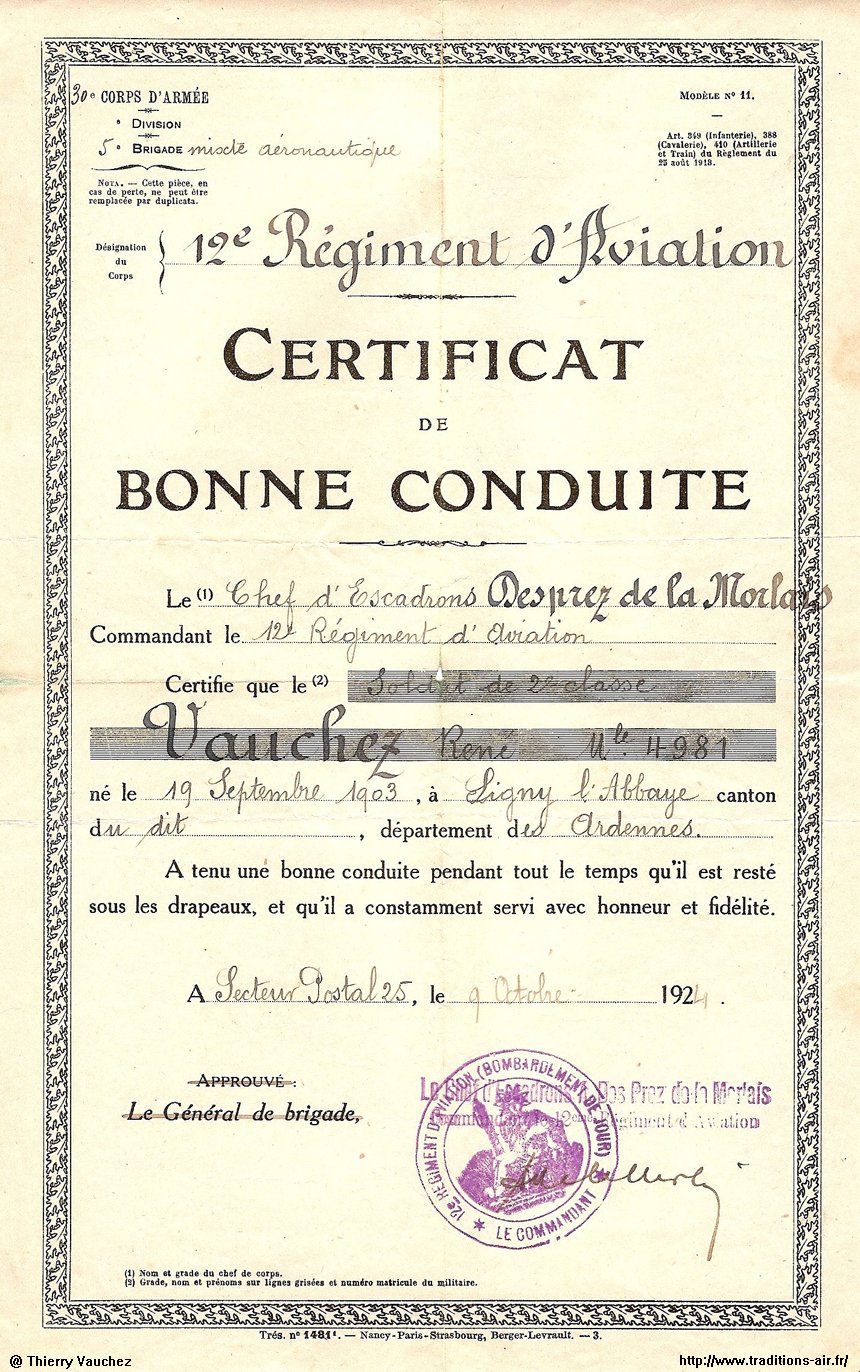 30e CORPS D'ARMÉE
e DIVISION
5e BRIGADE mixte aéronautique
NOTA. — Cette pièce, en
cas de perte, ne peut être
remplacée par duplicata.
MODÈLE N° 11.
Art. 349 (Infanterie), 388
(Cavalerie), 410 (Artillerie
et Train) du Règlement du
25 août 1913.
Désignation
du
Corps
12e Régiment d'Aviation
CERTIFICAT
DE
BONNE CONDUITE
Le (1) Chef d'Escadrons Desprez de la Morlais
Commandant le 12e Régiment d'Aviation
Certifie que le (2) Soldat de 2e classe
Vauchez René Mle 4981
né le 19 Septembre 1903, à Ligny l'Abbaye canton
du dit, département des Ardennes.
A tenu une bonne conduite pendant tout le temps qu'il est resté
sous les drapeaux, et qu'il a constamment servi avec honneur et fidélité.
A Secteur Postal 25, le 9 Octobre 1924.
APPROUVÉ :
Le Général de brigade,
Le Chef d'Escadrons Des Prez de la Morlais
Commandant le 12ème Régiment d'Aviation
12e RÉGIMENT D'AVIATION (BOMBARDEMENT DE JOUR)
★ LE COMMANDANT ★
(1) Nom et grade du chef de corps.
(2) Grade, nom et prénoms sur lignes grisées et numéro matricule du militaire.
Trés. n° 1481t. — Nancy-Paris-Strasbourg, Berger-Levrault. — 3.
@ Thierry Vauchez
http://www.traditions-air.fr/